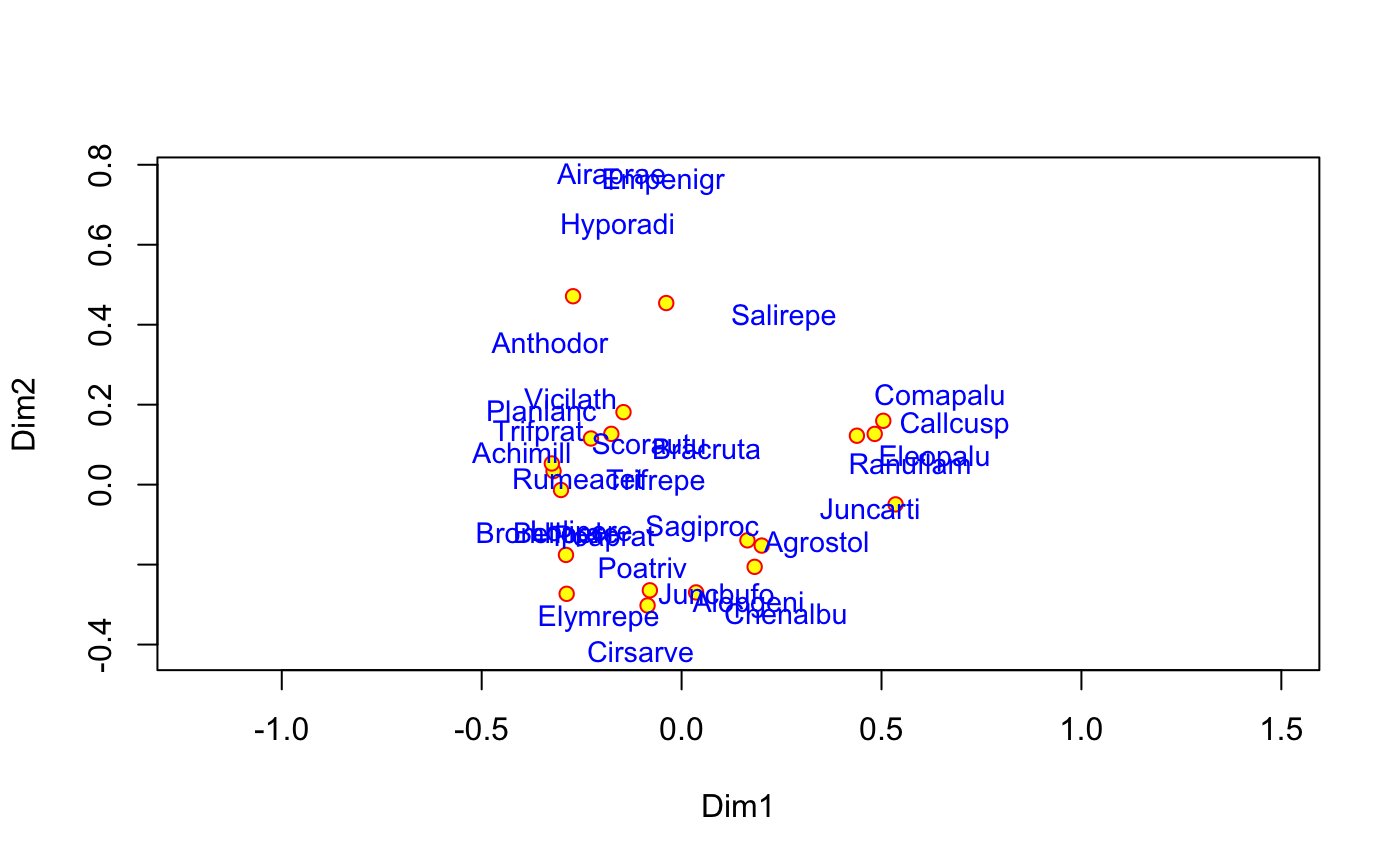 0.8
Airaprae
Empenigr
Hyporadi
0.6
Salirepe
0.4
Anthodor
Dim2
Comapalu
Vicilath
0.2
Planlanc
Callcusp
Trifprat
Scorautu
Bracruta
Achimill
Eleopalu
Ranuflam
0.0
Rumeacet
Trifrepe
Juncarti
Sagiproc
Poaprat
Agrostol
Poatriv
Juncbufo
Alopgeni
Chenalbu
Elymrepe
-0.4
Cirsarve
-1.0 -0.5 0.0 0.5 1.0 1.5
Dim1